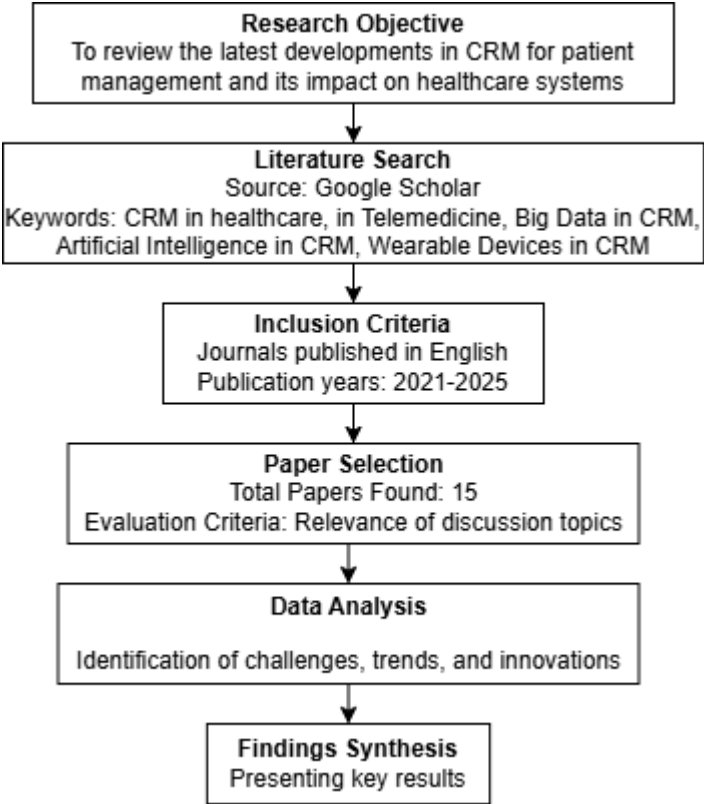 Research Objective
To review the latest developments in CRM for patient
management and its impact on healthcare systems
Literature Search
Source: Google Scholar
Keywords: CRM in healthcare, in Telemedicine, Big Data in CRM,
Artificial Intelligence in CRM, Wearable Devices in CRM
Inclusion Criteria
Journals published in English
Publication years: 2021-2025
Paper Selection
Total Papers Found: 15
Evaluation Criteria: Relevance of discussion topics
Data Analysis
Identification of challenges, trends, and innovations
Findings Synthesis
Presenting key results